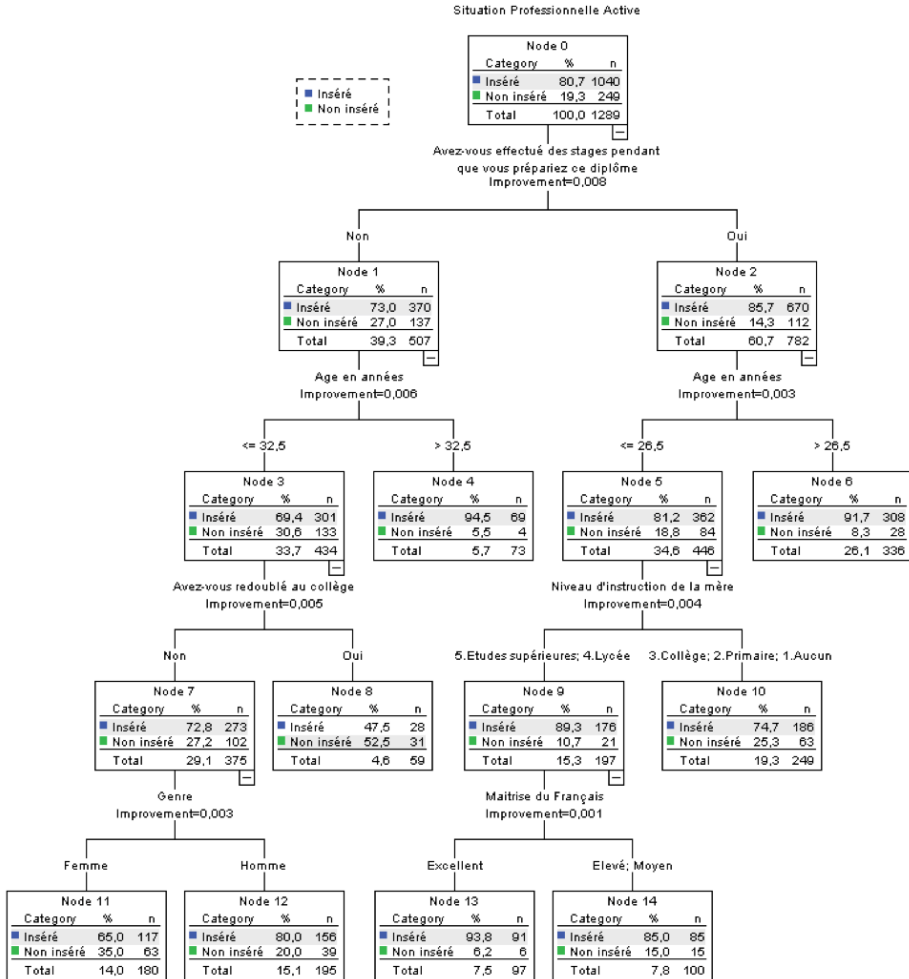 Situation Professionnelle Active
Inséré
Non inséré
Node 0
Category % n
Inséré 80,7 1040
Non inséré 19,3 249
Total 100,0 1289
Avez-vous effectué des stages pendant
que vous prépariez ce diplôme
Improvement=0,008
Non
Oui
Node 1
Category % n
Inséré 73,0 370
Non inséré 27,0 137
Total 39,3 507
Node 2
Category % n
Inséré 85,7 670
Non inséré 14,3 112
Total 60,7 782
Age en années
Improvement=0,006
Age en années
Improvement=0,003
<= 32,5
> 32,5
<= 26,5
> 26,5
Node 3
Category % n
Inséré 69,4 301
Non inséré 30,6 133
Total 33,7 434
Node 4
Category % n
Inséré 94,5 69
Non inséré 5,5 4
Total 5,7 73
Node 5
Category % n
Inséré 81,2 362
Non inséré 18,8 84
Total 34,6 446
Node 6
Category % n
Inséré 91,7 308
Non inséré 8,3 28
Total 26,1 336
Avez-vous redoublé au collège
Improvement=0,005
Niveau d'instruction de la mère
Improvement=0,004
Non
Oui
5.Etudes supérieures; 4.Lycée
3.Collège; 2.Primaire; 1.Aucun
Node 7
Category % n
Inséré 72,8 273
Non inséré 27,2 102
Total 29,1 375
Node 8
Category % n
Inséré 47,5 28
Non inséré 52,5 31
Total 4,6 59
Node 9
Category % n
Inséré 89,3 176
Non inséré 10,7 21
Total 15,3 197
Node 10
Category % n
Inséré 74,7 186
Non inséré 25,3 63
Total 19,3 249
Genre
Improvement=0,003
Maitrise du Français
Improvement=0,001
Femme
Homme
Excellent
Elevé; Moyen
Node 11
Category % n
Inséré 65,0 117
Non inséré 35,0 63
Total 14,0 180
Node 12
Category % n
Inséré 80,0 156
Non inséré 20,0 39
Total 15,1 195
Node 13
Category % n
Inséré 93,8 91
Non inséré 6,2 6
Total 7,5 97
Node 14
Category % n
Inséré 85,0 85
Non inséré 15,0 15
Total 7,8 100